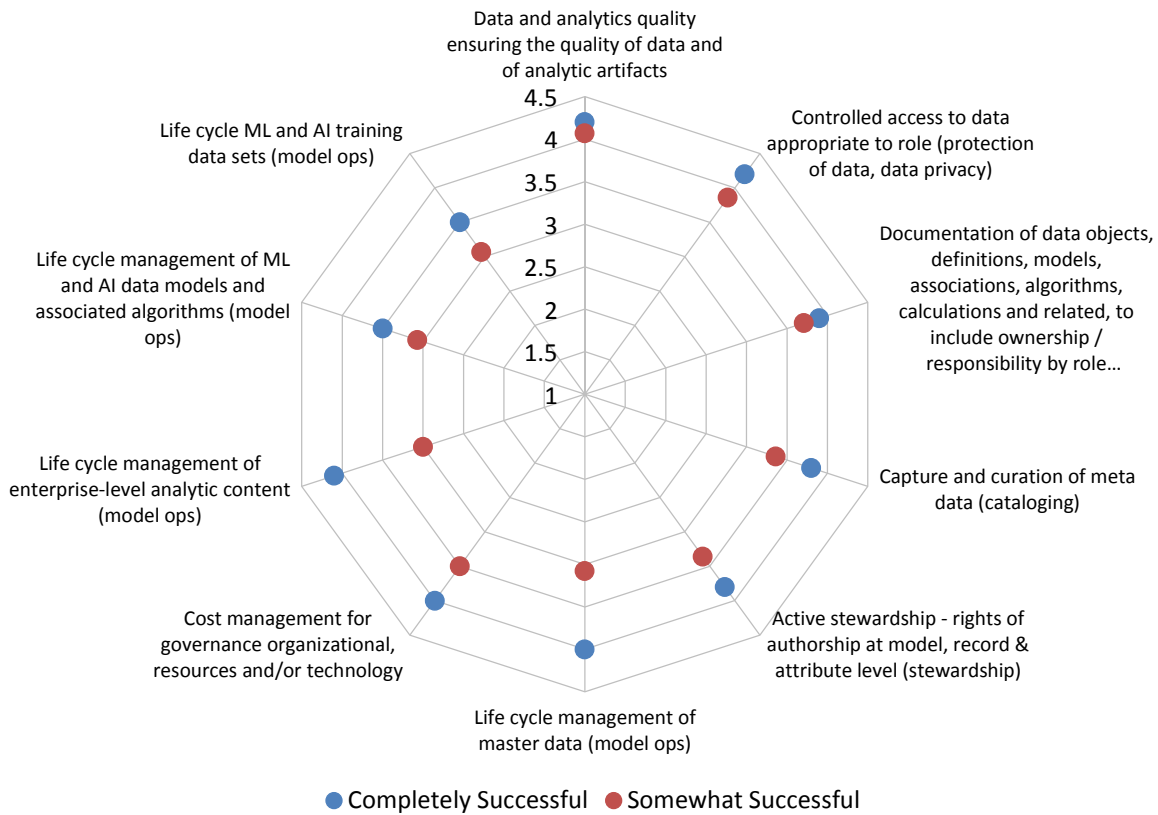 Data and analytics quality
ensuring the quality of data and
of analytic artifacts
Controlled access to data
appropriate to role (protection
of data, data privacy)
Documentation of data objects,
definitions, models,
associations, algorithms,
calculations and related, to
include ownership /
responsibility by role…
Capture and curation of meta
data (cataloging)
Active stewardship - rights of
authorship at model, record &
attribute level (stewardship)
Life cycle management of
master data (model ops)
Cost management for
governance organizational,
resources and/or technology
Life cycle management of
enterprise-level analytic content
(model ops)
Life cycle management of ML
and AI data models and
associated algorithms (model
ops)
Life cycle ML and AI training
data sets (model ops)
4.5
4
3.5
3
2.5
2
1.5
1
Completely Successful
Somewhat Successful